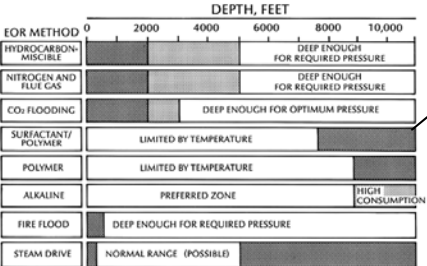 DEPTH, FEET
EOR METHOD 0 2000 4000 6000 8000 10,000
HYDROCARBON-
MISCIBLE
DEEP ENOUGH
FOR REQUIRED PRESSURE
NITROGEN AND
FLUE GAS
DEEP ENOUGH
FOR REQUIRED PRESSURE
CO₂ FLOODING DEEP ENOUGH FOR OPTIMUM PRESSURE
SURFACTANT/
POLYMER
LIMITED BY TEMPERATURE
POLYMER LIMITED BY TEMPERATURE
ALKALINE PREFERRED ZONE
HIGH
CONSUMPTION
FIRE FLOOD DEEP ENOUGH FOR REQUIRED PRESSURE
STEAM DRIVE NORMAL RANGE (POSSIBLE)